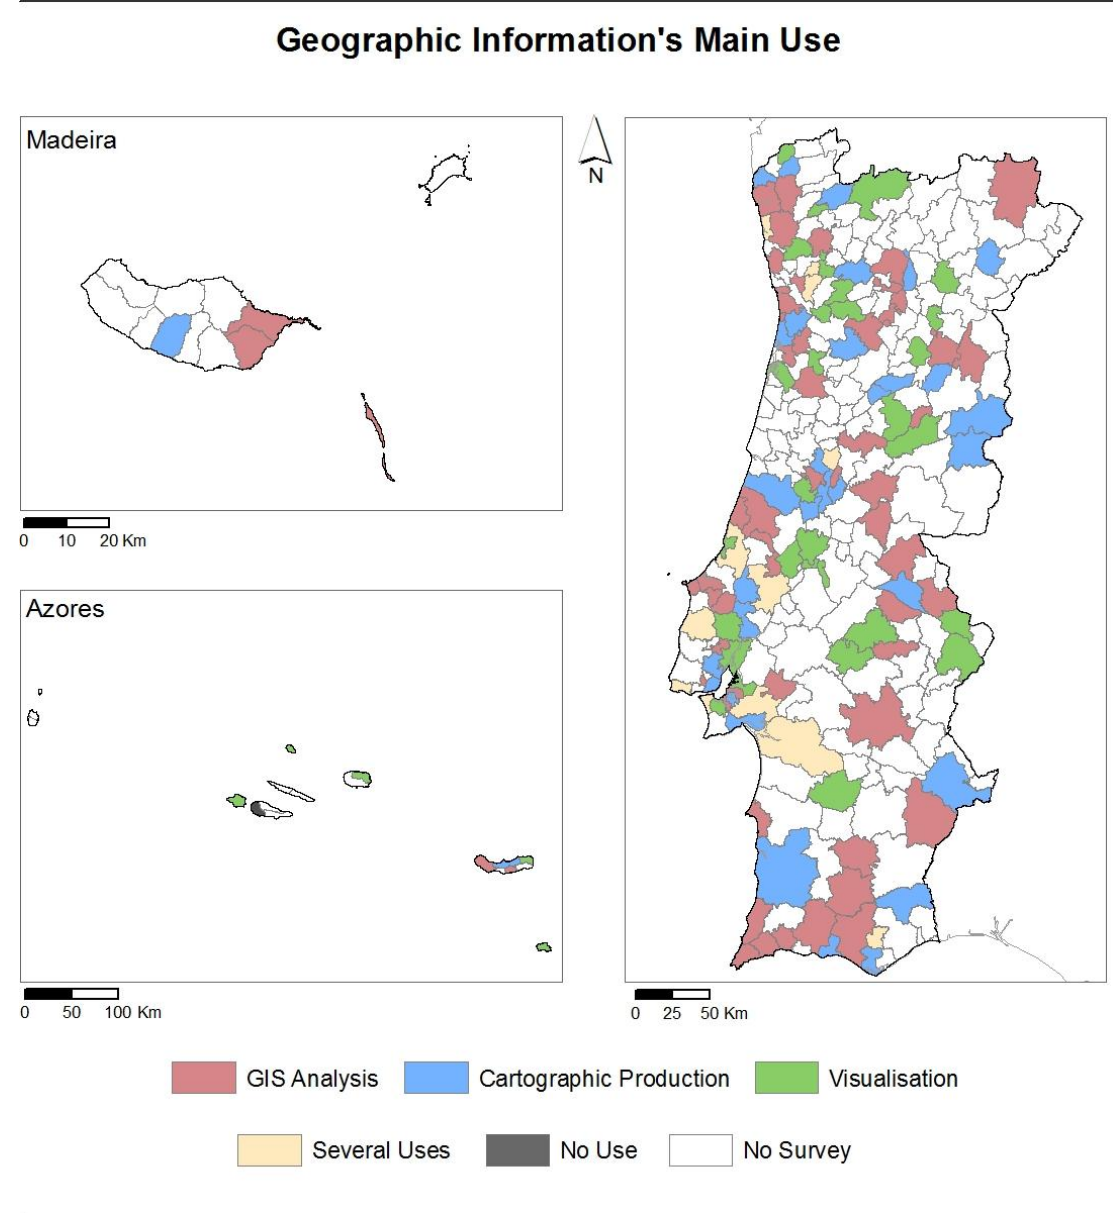 Geographic Information's Main Use
Madeira
N
0 10 20 Km
Azores
0 50 100 Km
0 25 50 Km
GIS Analysis
Cartographic Production
Visualisation
Several Uses
No Use
No Survey